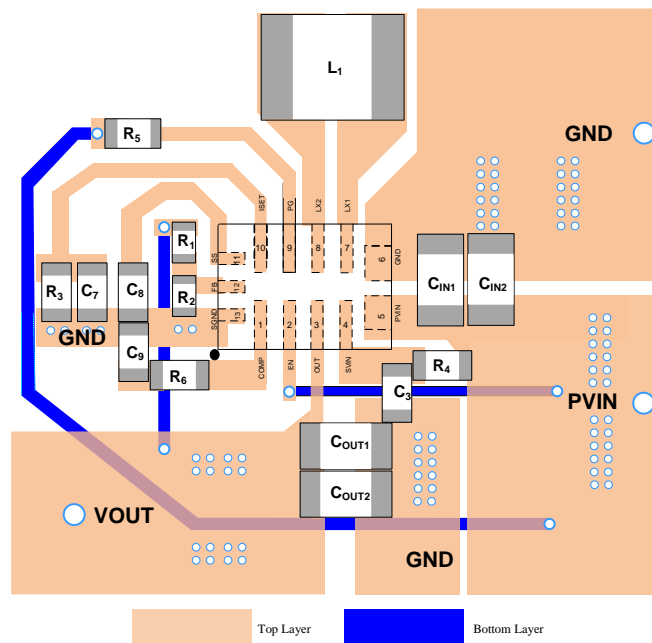 L1
R5
GND
ISET
PG
LX2
LX1
R1
SS
10
9
8
7
11
6
GND
R3
C7
C8
R2
FB
12
CIN1
CIN2
SGND
13
1
2
3
4
5
PVIN
GND
C9
COMP
EN
OUT
SVIN
R4
R6
C3
PVIN
COUT1
COUT2
VOUT
GND
Top Layer
Bottom Layer